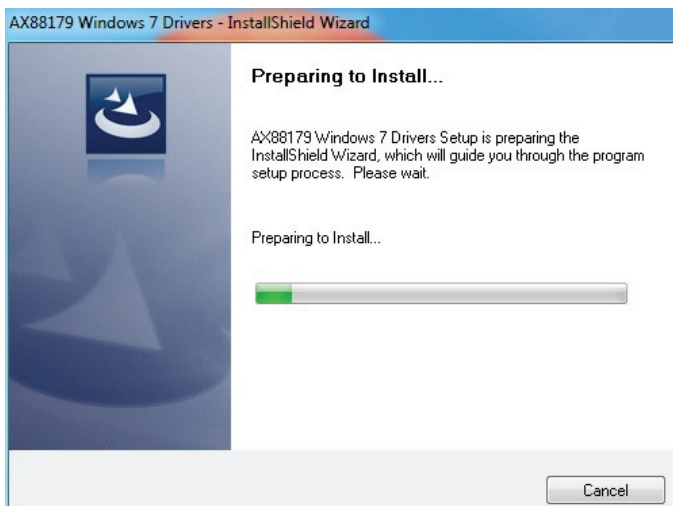 AX88179 Windows 7 Drivers - InstallShield Wizard
Preparing to Install...
AX88179 Windows 7 Drivers Setup is preparing the
InstallShield Wizard, which will guide you through the program
setup process. Please wait.
Preparing to Install...
Cancel